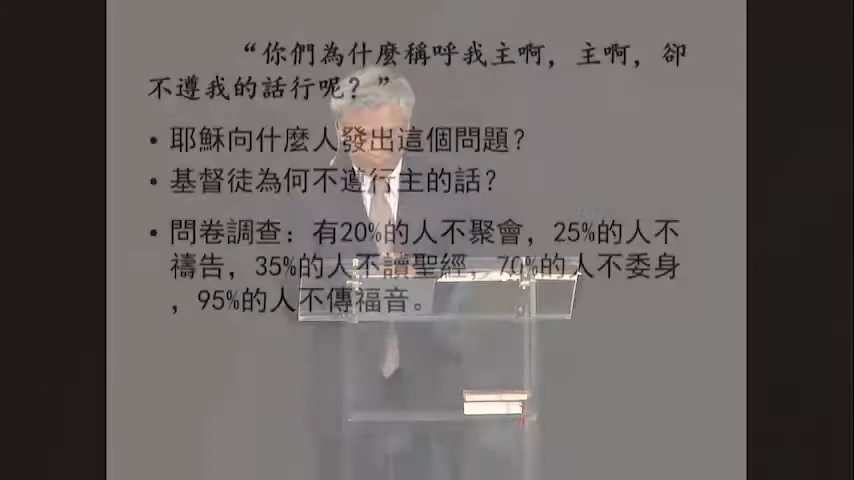 “你們為什麼稱呼我主啊，主啊，卻
不遵我的話行呢？”
• 耶穌向什麼人發出這個問題？
• 基督徒為何不遵行主的話？
• 問卷調查：有20%的人不聚會，25%的人不
禱告，35%的人不讀聖經，70%的人不委身
，95%的人不傳福音。